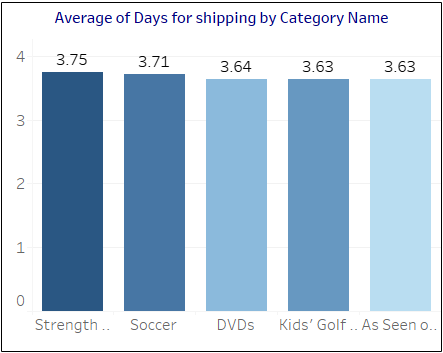 Average of Days for shipping by Category Name
4
3.75 3.71 3.64 3.63 3.63
3
2
1
0
Strength .. Soccer DVDs Kids' Golf .. As Seen o..